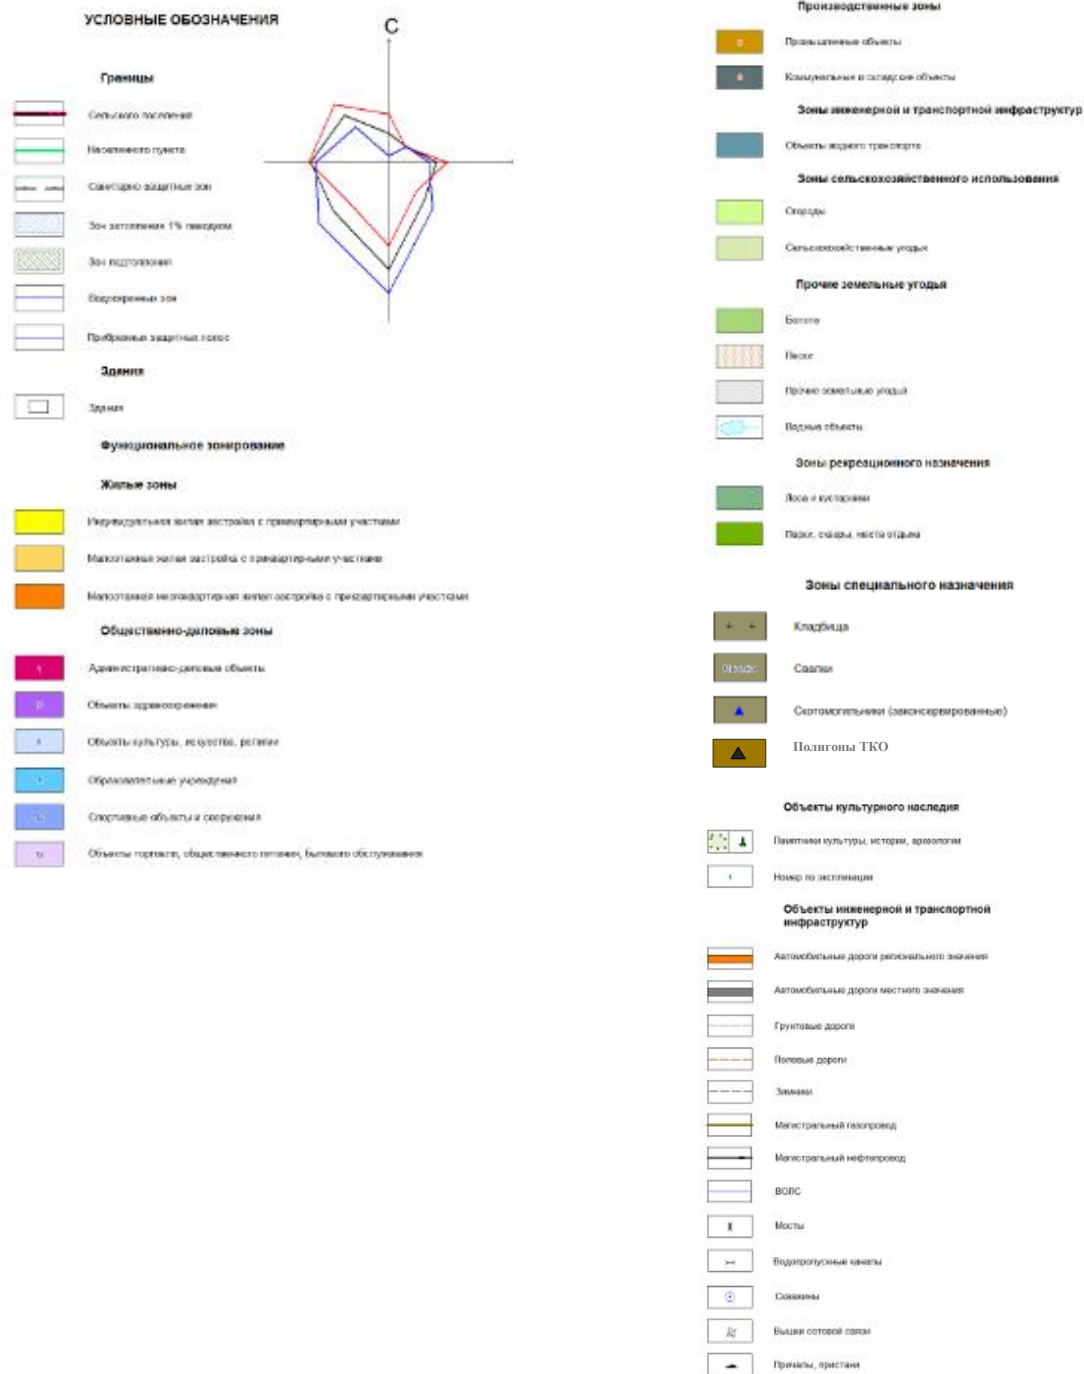 УСЛОВНЫЕ ОБОЗНАЧЕНИЯ
С
Границы
Сельского поселения
Населенного пункта
Санитарно-защитных зон
Зон затопления 1% паводком
Зон подтопления
Водоохранных зон
Прибрежных защитных полос
Здания
Здания
Функциональное зонирование
Жилые зоны
Индивидуальная жилая застройка с приквартирными участками
Малоэтажная жилая застройка с приквартирными участками
Малоэтажная многоквартирная жилая застройка с приквартирными участками
Общественно-деловые зоны
Административно-деловые объекты
Объекты здравоохранения
Объекты культуры, искусства, религии
Образовательные учреждения
Спортивные объекты и сооружения
Объекты торговли, общественного питания, бытового обслуживания
Производственные зоны
Промышленные объекты
Коммунальные и складские объекты
Зоны инженерной и транспортной инфраструктур
Объекты водного транспорта
Зоны сельскохозяйственного использования
Огороды
Сельскохозяйственные угодья
Прочие земельные угодья
Болота
Пески
Прочие земельные угодья
Водные объекты
Зоны рекреационного назначения
Леса и кустарники
Парки, скверы, места отдыха
Зоны специального назначения
Кладбища
Свалки
Скотомогильники (законсервированные)
Полигоны ТКО
Объекты культурного наследия
Памятники культуры, истории, археологии
Номер по экспликации
Объекты инженерной и транспортной
инфраструктур
Автомобильные дороги регионального значения
Автомобильные дороги местного значения
Грунтовые дороги
Полевые дороги
Зимники
Магистральный газопровод
Магистральный нефтепровод
ВОЛС
Мосты
Водопропускные каналы
Скважины
Вышки сотовой связи
Причалы, пристани